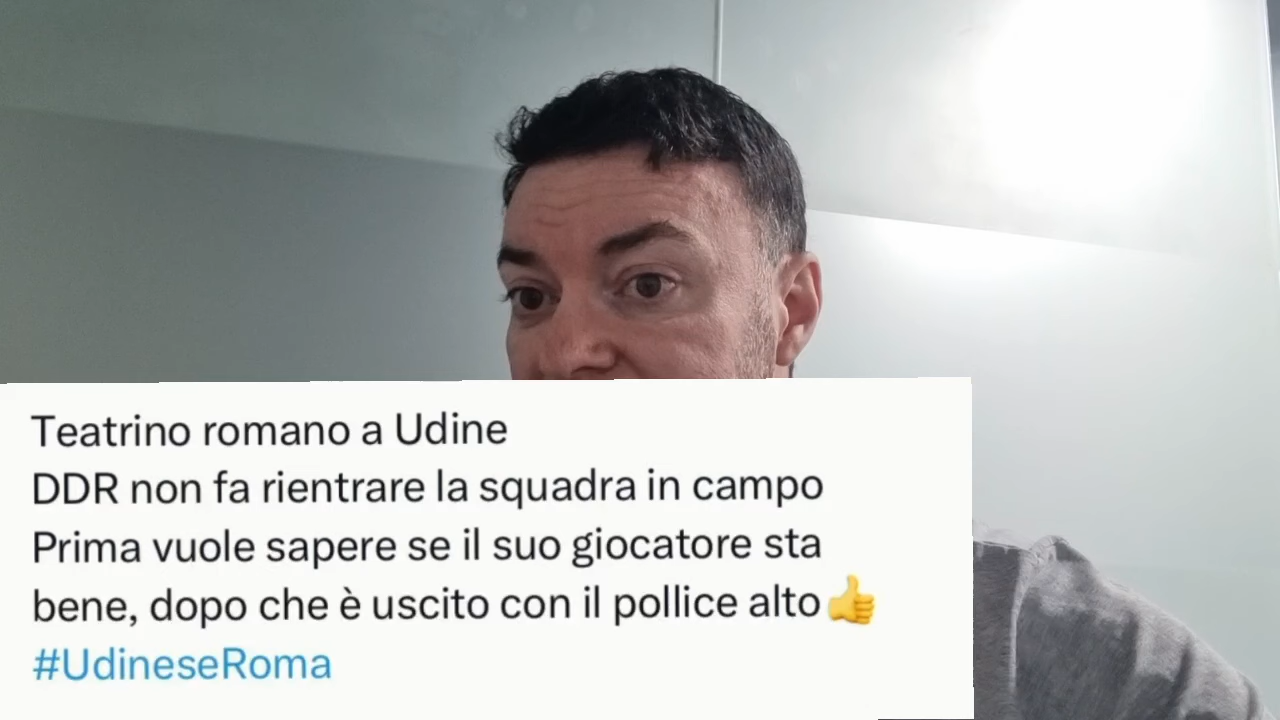 Teatrino romano a Udine
DDR non fa rientrare la squadra in campo
Prima vuole sapere se il suo giocatore sta
bene, dopo che è uscito con il pollice alto👍
#UdineseRoma